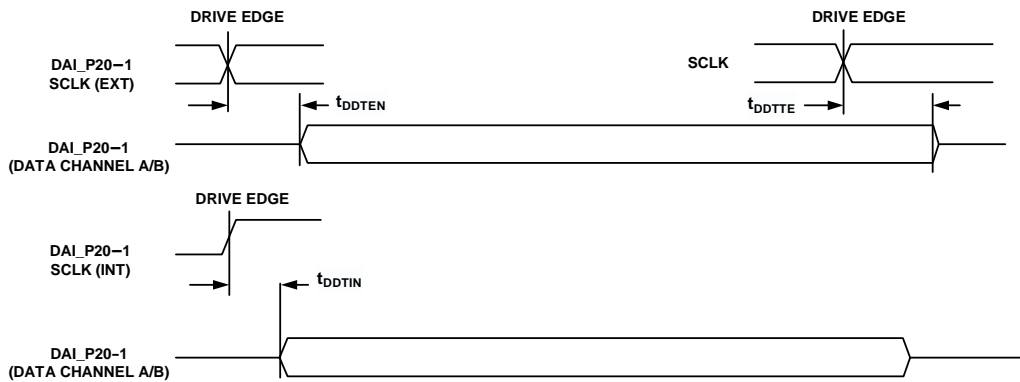 DRIVE EDGE
DRIVE EDGE
DAI_P20–1
SCLK (EXT)
SCLK
tDDTEN
tDDTTE
DAI_P20–1
(DATA CHANNEL A/B)
DRIVE EDGE
DAI_P20–1
SCLK (INT)
tDDTIN
DAI_P20-1
(DATA CHANNEL A/B)